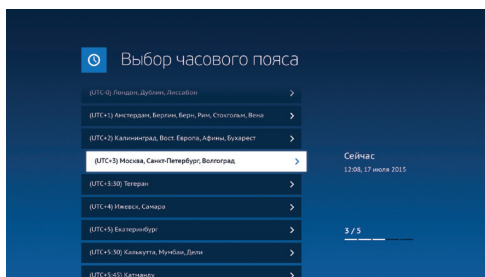 Выбор часового пояса
(UTC-0) Лондон, Дублин, Лиссабон
(UTC+1) Амстердам, Берлин, Берн, Рим, Стокгольм, Вена
(UTC+2) Калининград, Вост. Европа, Афины, Бухарест
(UTC+3) Москва, Санкт-Петербург, Волгоград
(UTC+3:30) Тегеран
(UTC+4) Ижевск, Самара
(UTC+5) Екатеринбург
(UTC+5:30) Калькутта, Мумбаи, Дели
(UTC+5:45) Катманду
Сейчас
12:08, 17 июля 2015
3 / 5